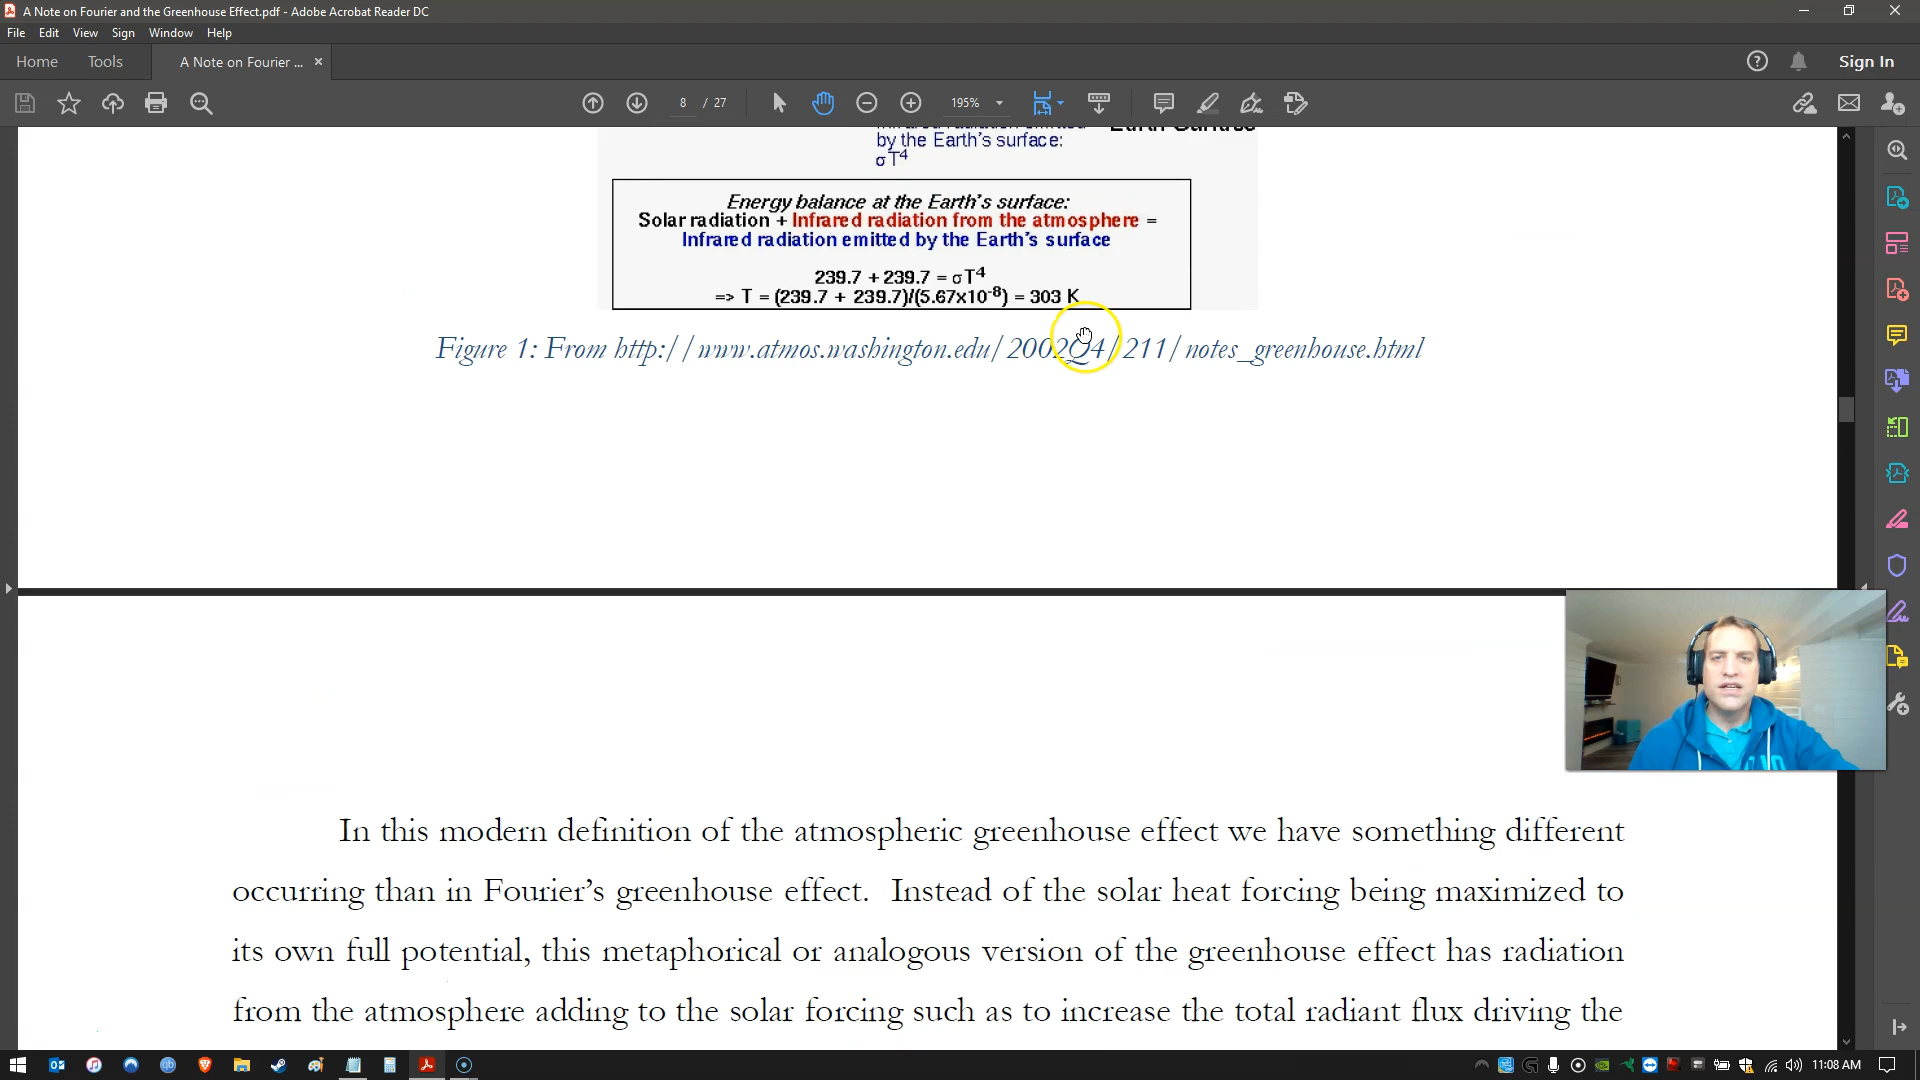 A Note on Fourier and the Greenhouse Effect.pdf - Adobe Acrobat Reader DC
File Edit View Sign Window Help
Home Tools A Note on Fourier ... × Sign In
8 / 27 195%
Infrared radiation emitted Earth Surface
by the Earth's surface:
σT⁴
Energy balance at the Earth's surface:
Solar radiation + Infrared radiation from the atmosphere =
Infrared radiation emitted by the Earth's surface
239.7 + 239.7 = σT⁴
=> T = (239.7 + 239.7)/(5.67x10⁻⁸) = 303 K
Figure 1: From http://www.atmos.washington.edu/2002Q4/211/notes_greenhouse.html
In this modern definition of the atmospheric greenhouse effect we have something different
occurring than in Fourier's greenhouse effect. Instead of the solar heat forcing being maximized to
its own full potential, this metaphorical or analogous version of the greenhouse effect has radiation
from the atmosphere adding to the solar forcing such as to increase the total radiant flux driving the
11:08 AM